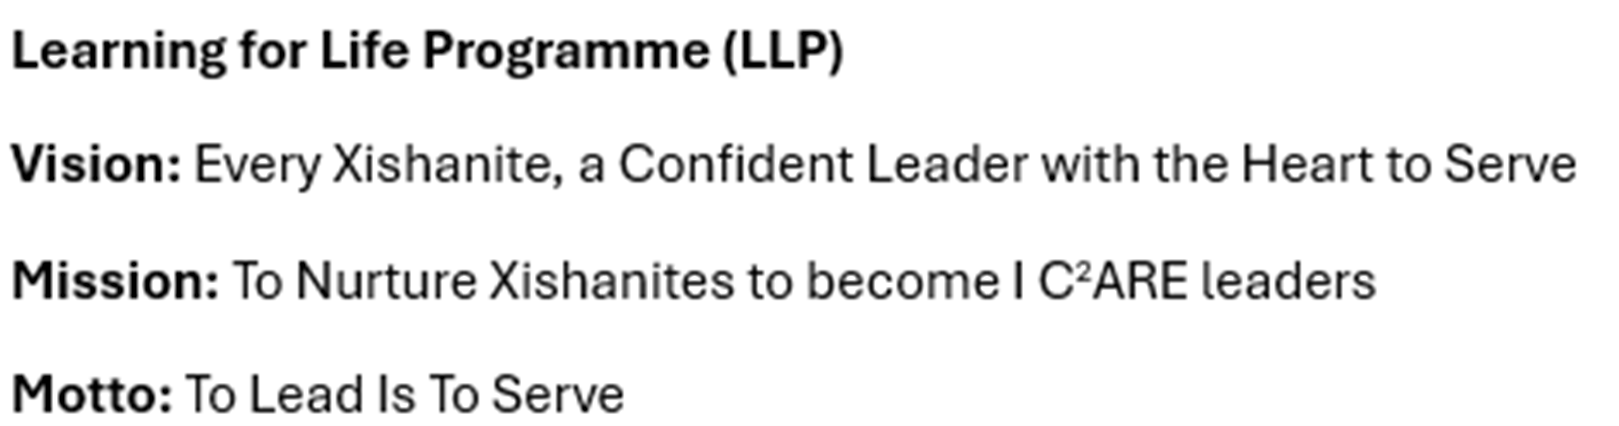 Learning for Life Programme (LLP)
Vision: Every Xishanite, a Confident Leader with the Heart to Serve
Mission: To Nurture Xishanites to become I C²ARE leaders
Motto: To Lead Is To Serve